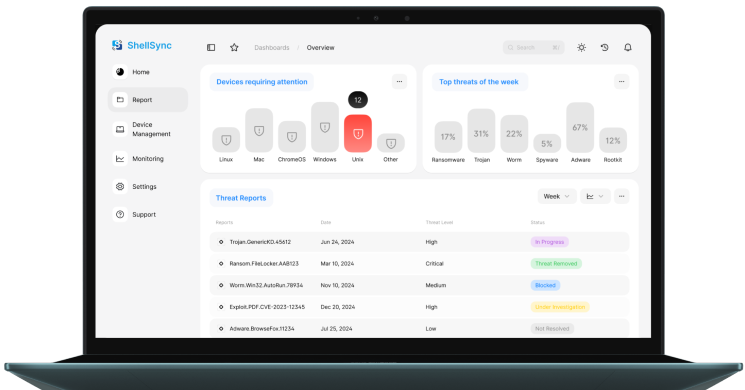 ShellSync
Dashboards / Overview
Search
Home
Report
Device
Management
Monitoring
Settings
Support
Devices requiring attention
12
Linux Mac ChromeOS Windows Unix Other
Top threats of the week
17% 31% 22% 5% 67% 12%
Ransomware Trojan Worm Spyware Adware Rootkit
Threat Reports
Week
Reports Date Threat Level Status
Trojan.GenericKD.45612 Jun 24, 2024 High In Progress
Ransom.FileLocker.AAB123 Mar 10, 2024 Critical Threat Removed
Worm.Win32.AutoRun.78934 Nov 10, 2024 Medium Blocked
Exploit.PDF.CVE-2023-12345 Dec 20, 2024 High Under Investigation
Adware.BrowseFox.11234 Jul 25, 2024 Low Not Resolved